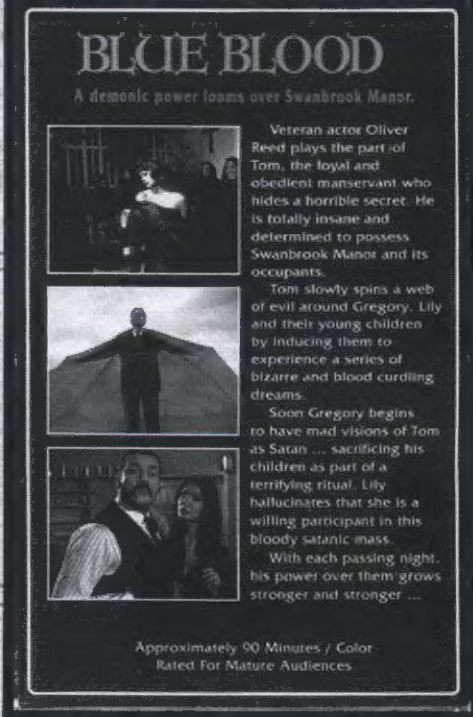 BLUE BLOOD
A demonic power looms over Swanbrook Manor.
Veteran actor Oliver
Reed plays the part of
Tom, the loyal and
obedient manservant who
hides a horrible secret. He
is totally insane and
determined to possess
Swanbrook Manor and its
occupants.
Tom slowly spins a web
of evil around Gregory, Lily
and their young children
by inducing them to
experience a series of
bizarre and blood curdling
dreams.
Soon Gregory begins
to have mad visions of Tom
as Satan ... sacrificing his
children as part of a
terrifying ritual. Lily
hallucinates that she is a
willing participant in this
bloody satanic mass.
With each passing night,
his power over them grows
stronger and stronger ...
Approximately 90 Minutes / Color
Rated For Mature Audiences